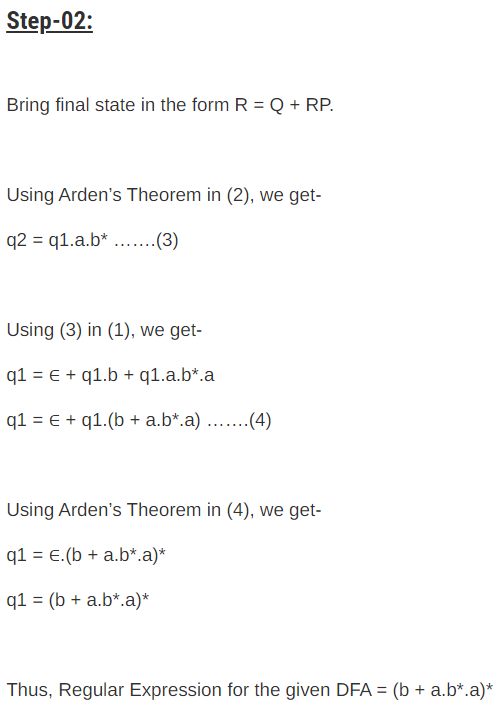 Step-02:
Bring final state in the form R = Q + RP.
Using Arden’s Theorem in (2), we get-
q2 = q1.a.b* …….(3)
Using (3) in (1), we get-
q1 = ∈ + q1.b + q1.a.b*.a
q1 = ∈ + q1.(b + a.b*.a) …….(4)
Using Arden’s Theorem in (4), we get-
q1 = ∈.(b + a.b*.a)*
q1 = (b + a.b*.a)*
Thus, Regular Expression for the given DFA = (b + a.b*.a)*